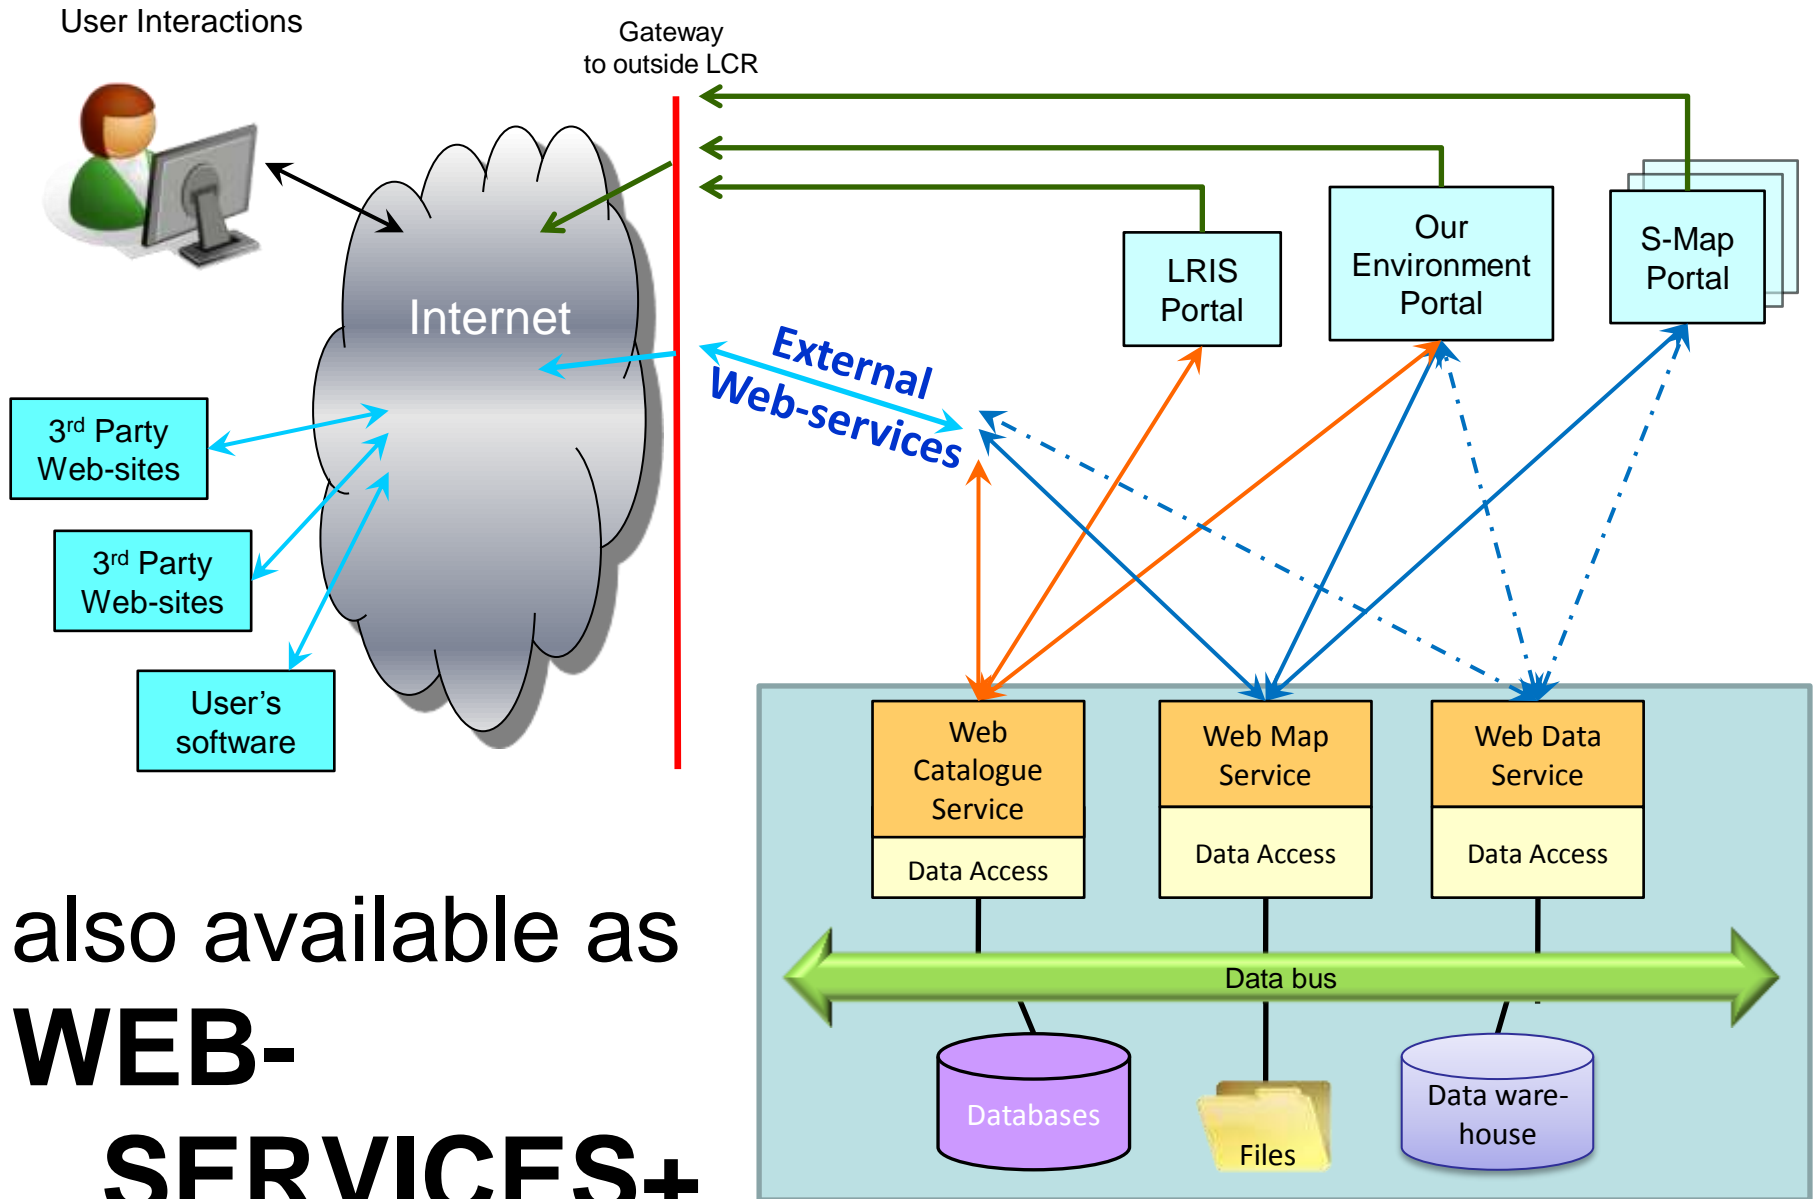 User Interactions
Gateway
to outside LCR
Internet
External
Web-services
LRIS
Portal
Our
Environment
Portal
S-Map
Portal
3rd Party
Web-sites
3rd Party
Web-sites
User’s
software
Web
Catalogue
Service
Data Access
Web Map
Service
Data Access
Web Data
Service
Data Access
Data bus
Databases
Files
Data ware-
house
also available as
WEB-
SERVICES+